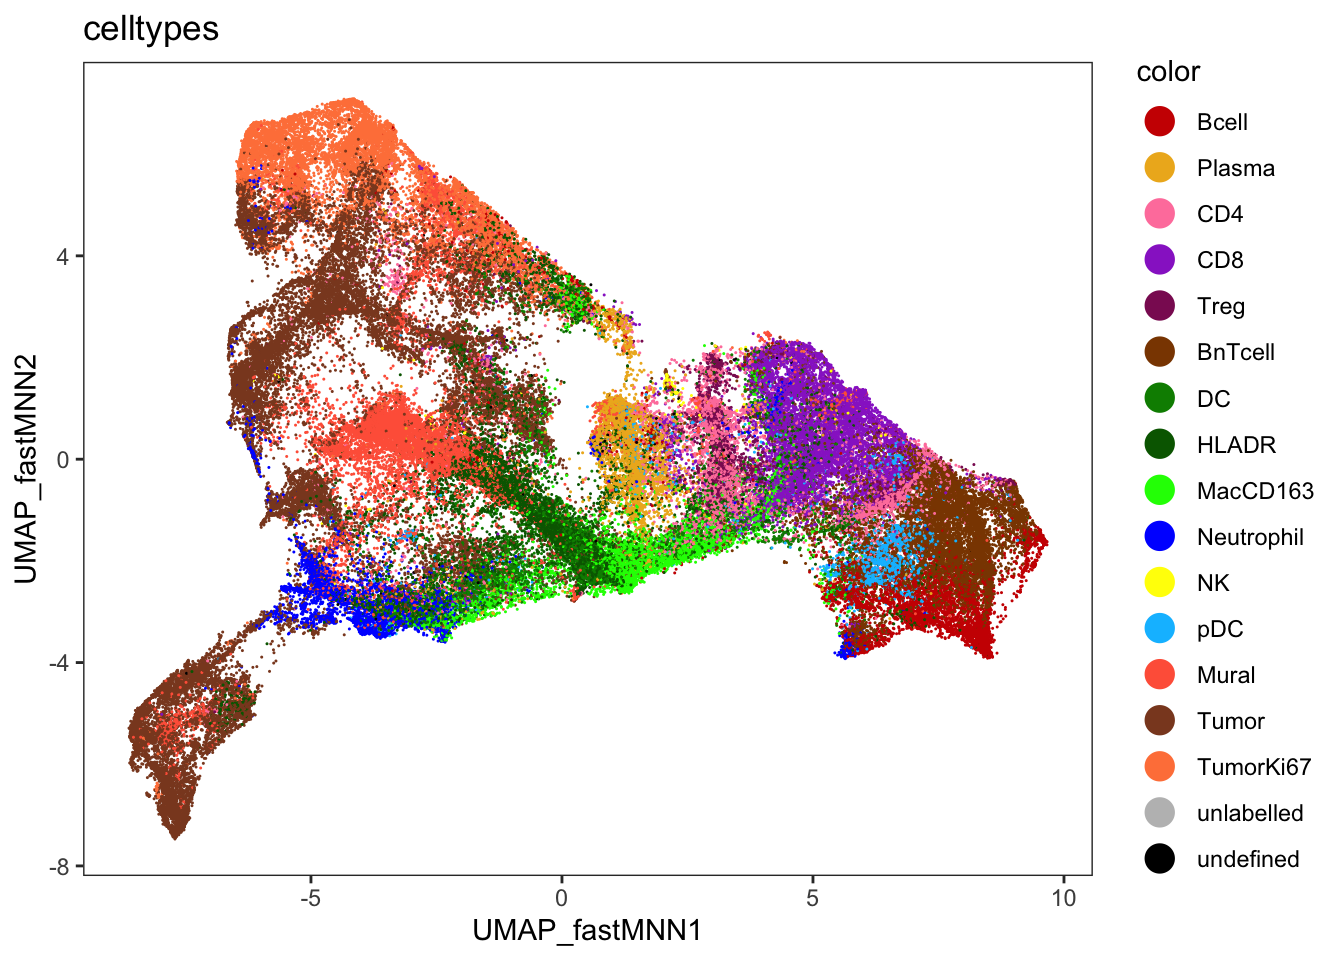 celltypes
UMAP_fastMNN2
4
0
-4
-8
-5
0
5
10
UMAP_fastMNN1
color
Bcell
Plasma
CD4
CD8
Treg
BnTcell
DC
HLADR
MacCD163
Neutrophil
NK
pDC
Mural
Tumor
TumorKi67
unlabelled
undefined